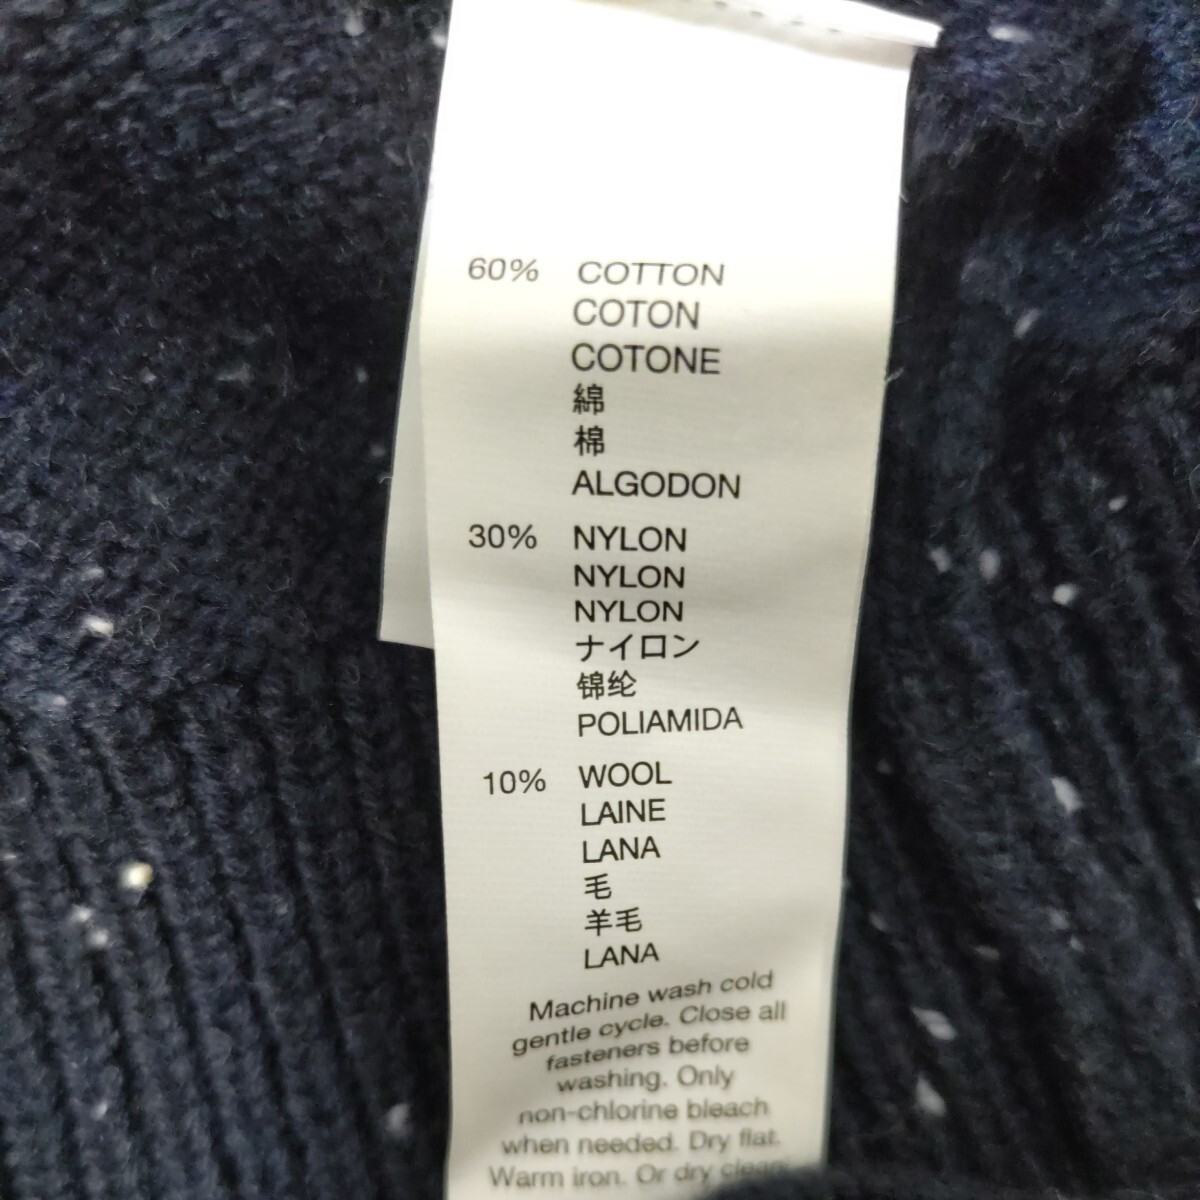 60% COTTON
COTON
COTONE
綿
棉
ALGODON
30% NYLON
NYLON
NYLON
ナイロン
锦纶
POLIAMIDA
10% WOOL
LAINE
LANA
毛
羊毛
LANA
Machine wash cold
gentle cycle. Close all
fasteners before
washing. Only
non-chlorine bleach
when needed. Dry flat.
Warm iron. Or dry clean